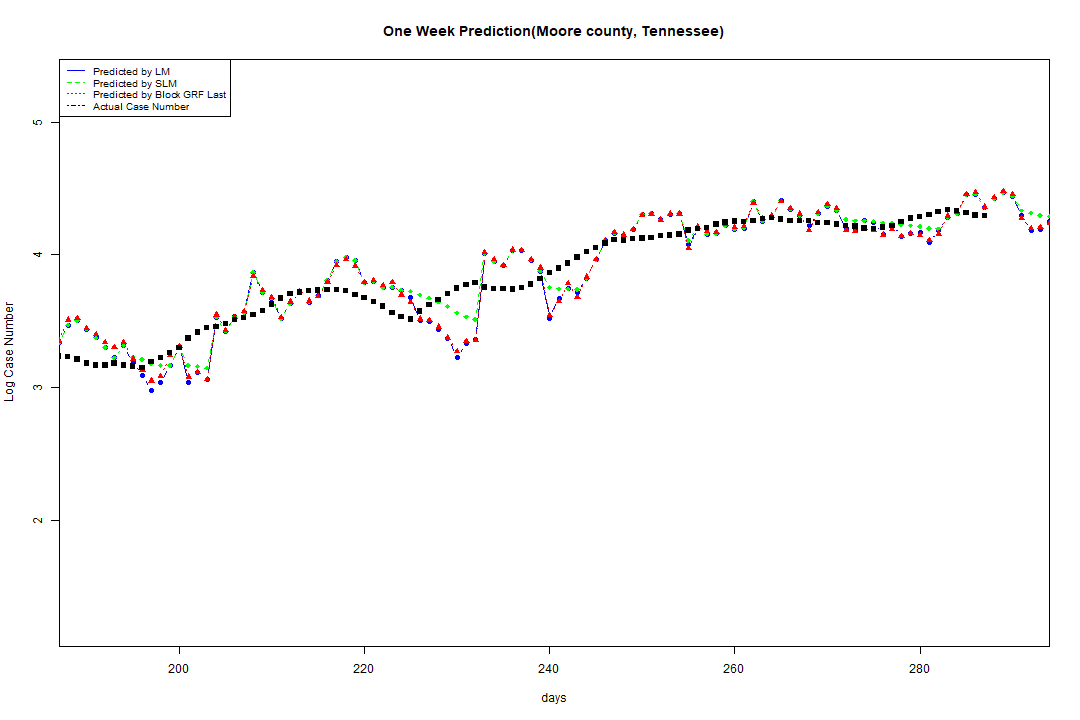 One Week Prediction(Moore county, Tennessee)
Predicted by LM
Predicted by SLM
Predicted by Block GRF Last
Actual Case Number
5
4
3
2
Log Case Number
200 220 240 260 280
days